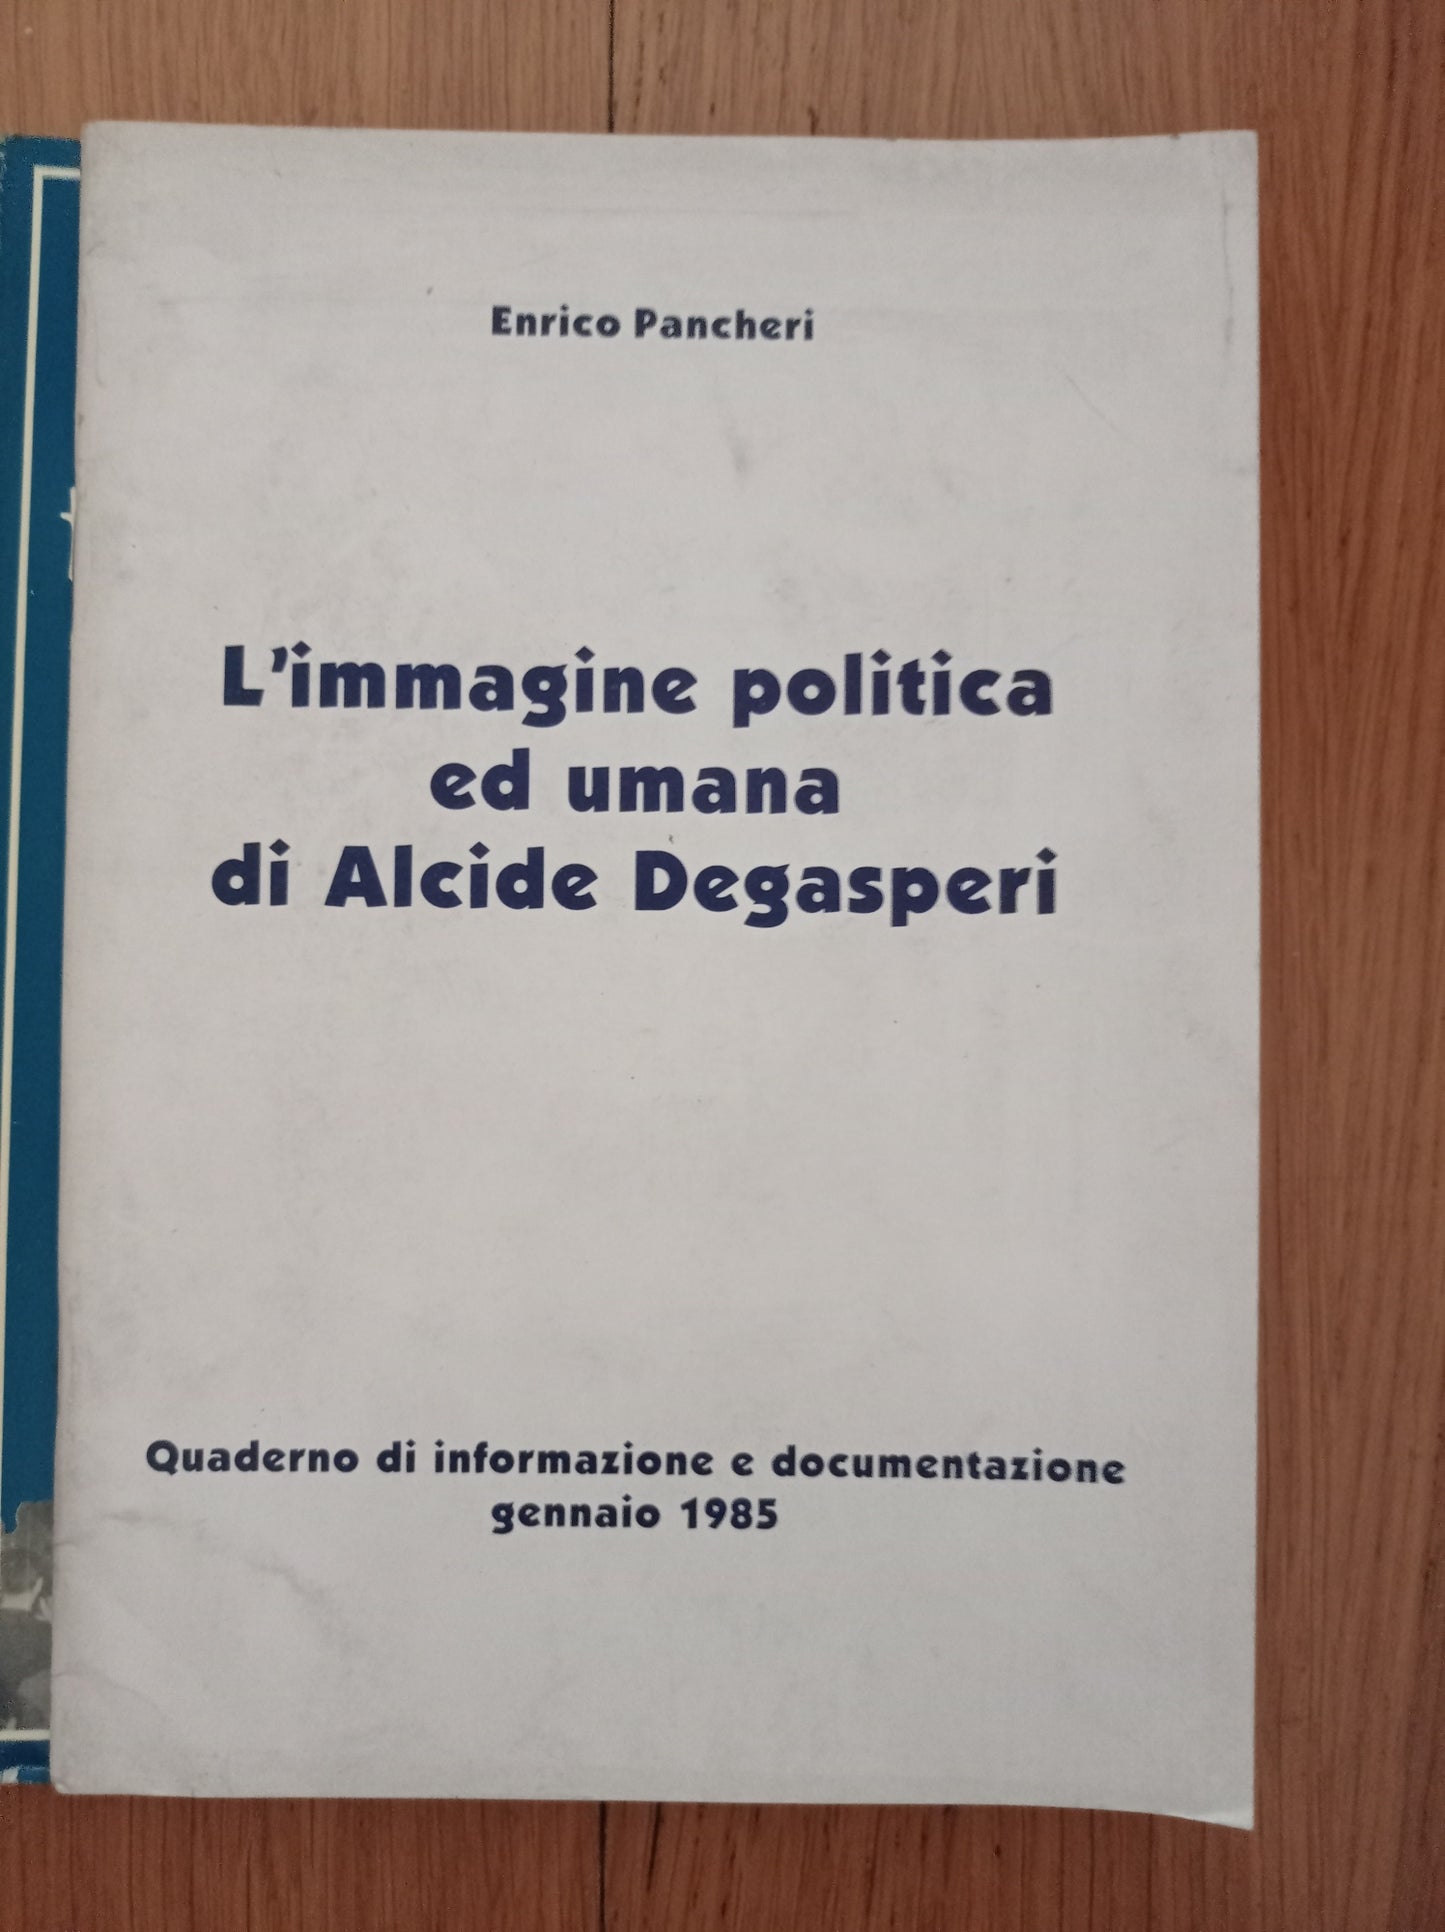 Enrico Pancheri
L'immagine politica
ed umana
di Alcide Degasperi
Quaderno di informazione e documentazione
gennaio 1985